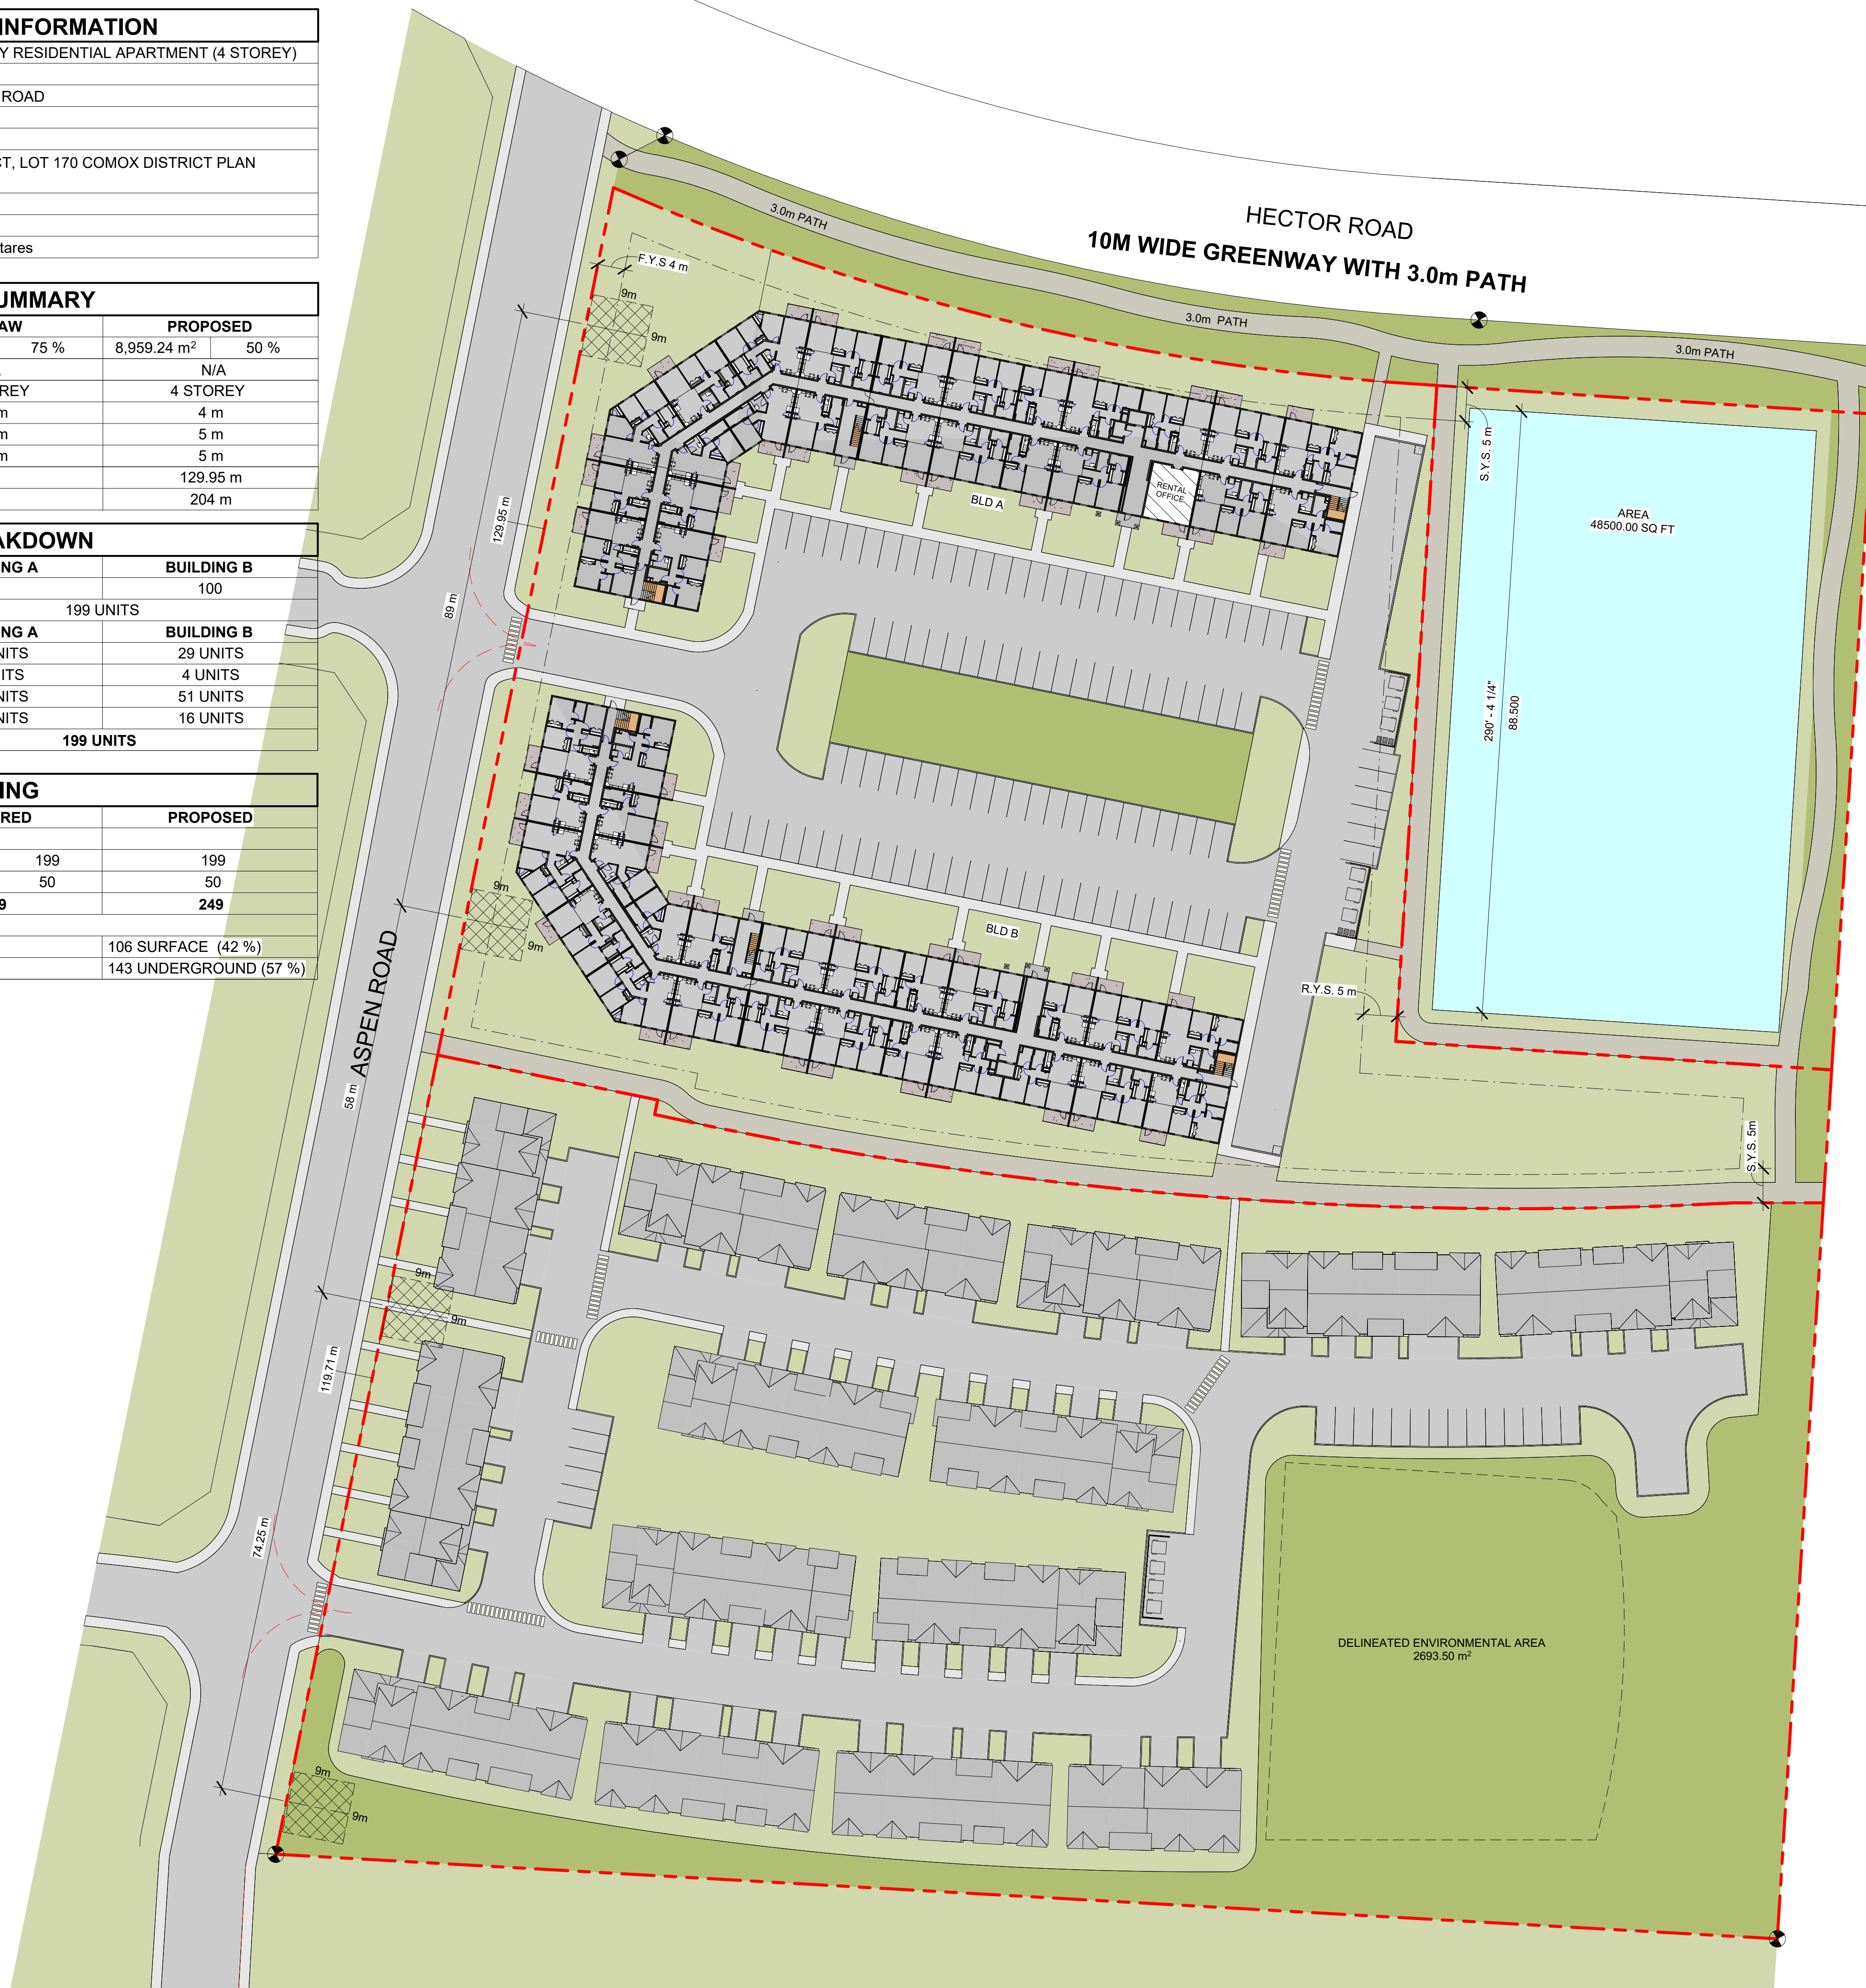 INFORMATION
Y RESIDENTIAL APARTMENT (4 STOREY)
ROAD
CT, LOT 170 COMOX DISTRICT PLAN
tares
UMMARY
AW PROPOSED
75 % 8,959.24 m² 50 %
N/A
REY 4 STOREY
m 4 m
m 5 m
m 5 m
129.95 m
204 m
AKDOWN
NG A BUILDING B
100
199 UNITS
NG A BUILDING B
NITS 29 UNITS
ITS 4 UNITS
NITS 51 UNITS
NITS 16 UNITS
199 UNITS
ING
RED PROPOSED
199 199
50 50
9 249
106 SURFACE (42 %)
143 UNDERGROUND (57 %)
HECTOR ROAD
10M WIDE GREENWAY WITH 3.0m PATH
3.0m PATH
3.0m PATH
3.0m PATH
F.Y.S 4 m
9m
9m
129.95 m
89 m
BLD A
RENTAL
OFFICE
S.Y.S. 5 m
AREA
48500.00 SQ FT
290' - 4 1/4"
88.500
9m
9m
BLD B
R.Y.S. 5 m
ASPEN ROAD
58 m
S.Y.S. 5m
9m
9m
119.71 m
74.25 m
DELINEATED ENVIRONMENTAL AREA
2693.50 m²
9m
9m